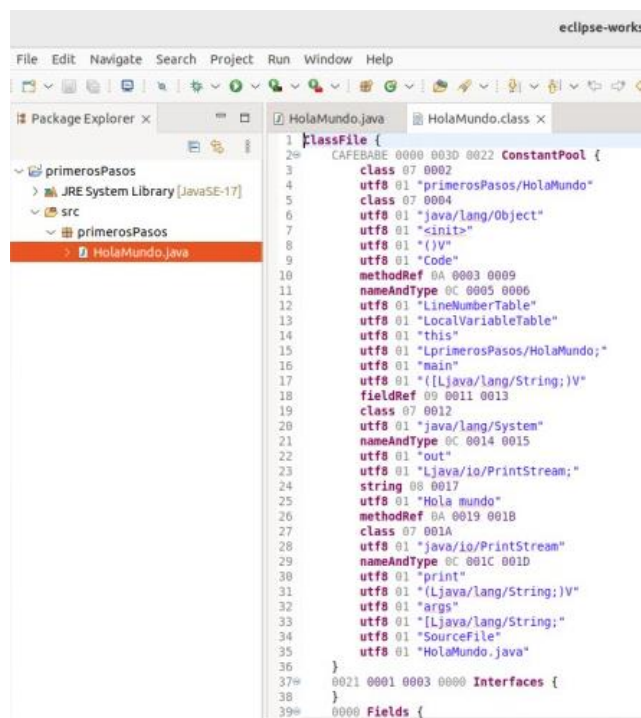 eclipse-works
File Edit Navigate Search Project Run Window Help
Package Explorer ×
primerosPasos
JRE System Library [JavaSE-17]
src
primerosPasos
HolaMundo.java
HolaMundo.java HolaMundo.class ×
1 ClassFile {
2 CAFEBABE 0000 003D 0022 ConstantPool {
3 class 07 0002
4 utf8 01 "primerosPasos/HolaMundo"
5 class 07 0004
6 utf8 01 "java/lang/Object"
7 utf8 01 "<init>"
8 utf8 01 "()V"
9 utf8 01 "Code"
10 methodRef 0A 0003 0009
11 nameAndType 0C 0005 0006
12 utf8 01 "LineNumberTable"
13 utf8 01 "LocalVariableTable"
14 utf8 01 "this"
15 utf8 01 "LprimerosPasos/HolaMundo;"
16 utf8 01 "main"
17 utf8 01 "([Ljava/lang/String;)V"
18 fieldRef 09 0011 0013
19 class 07 0012
20 utf8 01 "java/lang/System"
21 nameAndType 0C 0014 0015
22 utf8 01 "out"
23 utf8 01 "Ljava/io/PrintStream;"
24 string 08 0017
25 utf8 01 "Hola mundo"
26 methodRef 0A 0019 001B
27 class 07 001A
28 utf8 01 "java/io/PrintStream"
29 nameAndType 0C 001C 001D
30 utf8 01 "print"
31 utf8 01 "(Ljava/lang/String;)V"
32 utf8 01 "args"
33 utf8 01 "[Ljava/lang/String;"
34 utf8 01 "SourceFile"
35 utf8 01 "HolaMundo.java"
36 }
37 0021 0001 0003 0000 Interfaces {
38 }
39 0000 Fields {